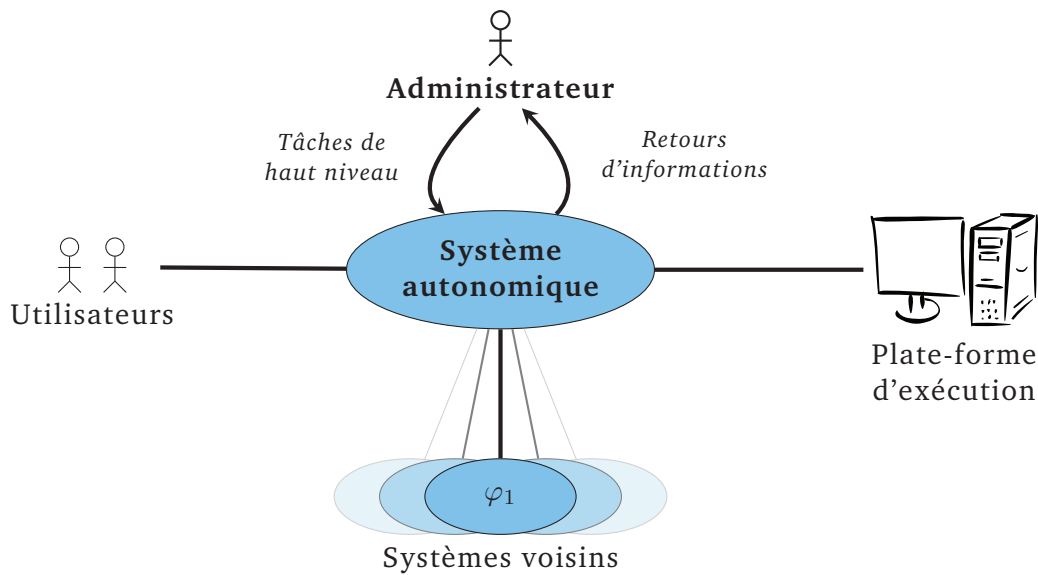 Administrateur
Tâches de
haut niveau
Retours
d'informations
Système
autonomique
Utilisateurs
Plate-forme
d'exécution
φ1
Systèmes voisins